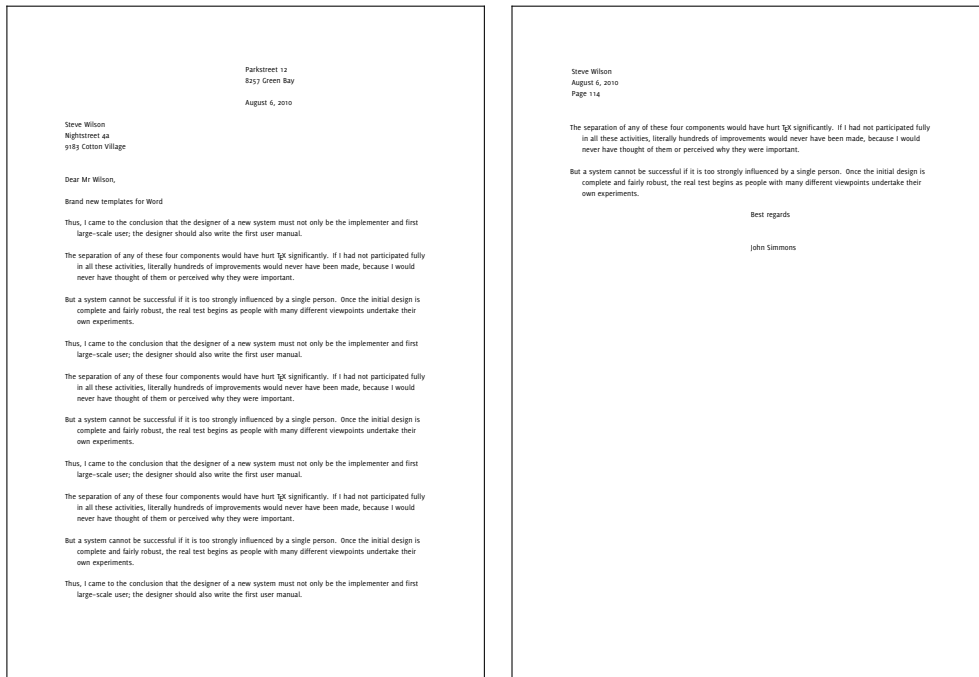 Parkstreet 12
8257 Green Bay
August 6, 2010
Steve Wilson
Nightstreet 4a
9183 Cotton Village
Dear Mr Wilson,
Brand new templates for Word
Thus, I came to the conclusion that the designer of a new system must not only be the implementer and first
large-scale user; the designer should also write the first user manual.
The separation of any of these four components would have hurt TEX significantly. If I had not participated fully
in all these activities, literally hundreds of improvements would never have been made, because I would
never have thought of them or perceived why they were important.
But a system cannot be successful if it is too strongly influenced by a single person. Once the initial design is
complete and fairly robust, the real test begins as people with many different viewpoints undertake their
own experiments.
Thus, I came to the conclusion that the designer of a new system must not only be the implementer and first
large-scale user; the designer should also write the first user manual.
The separation of any of these four components would have hurt TEX significantly. If I had not participated fully
in all these activities, literally hundreds of improvements would never have been made, because I would
never have thought of them or perceived why they were important.
But a system cannot be successful if it is too strongly influenced by a single person. Once the initial design is
complete and fairly robust, the real test begins as people with many different viewpoints undertake their
own experiments.
Thus, I came to the conclusion that the designer of a new system must not only be the implementer and first
large-scale user; the designer should also write the first user manual.
The separation of any of these four components would have hurt TEX significantly. If I had not participated fully
in all these activities, literally hundreds of improvements would never have been made, because I would
never have thought of them or perceived why they were important.
But a system cannot be successful if it is too strongly influenced by a single person. Once the initial design is
complete and fairly robust, the real test begins as people with many different viewpoints undertake their
own experiments.
Thus, I came to the conclusion that the designer of a new system must not only be the implementer and first
large-scale user; the designer should also write the first user manual.
Steve Wilson
August 6, 2010
Page 114
The separation of any of these four components would have hurt TEX significantly. If I had not participated fully
in all these activities, literally hundreds of improvements would never have been made, because I would
never have thought of them or perceived why they were important.
But a system cannot be successful if it is too strongly influenced by a single person. Once the initial design is
complete and fairly robust, the real test begins as people with many different viewpoints undertake their
own experiments.
Best regards
John Simmons